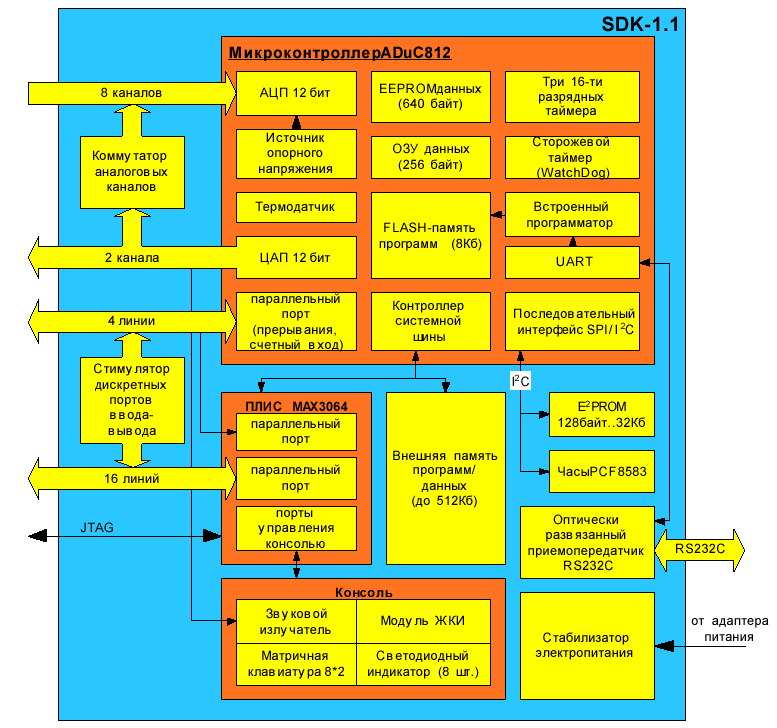 SDK-1.1
МикроконтроллерADuC812
8 каналов
АЦП 12 бит
EEPROMданных
(640 байт)
Три 16-ти
разрядных
таймера
Коммутатор
аналоговых
каналов
Источник
опорного
напряжения
ОЗУ данных
(256 байт)
Сторожевой
таймер
(WatchDog)
Термодатчик
FLASH-память
программ (8Кб)
Встроенный
программатор
2 канала
ЦАП 12 бит
UART
4 линии
параллельный
порт
(прерывания,
счетный вход)
Контроллер
системной
шины
Последовательный
интерфейс SPI/I²C
Стимулятор
дискретных
портов
ввода-
вывода
I²C
ПЛИС MAX3064
параллельный
порт
E²PROM
128байт..32Кб
Внешняя память
программ/
данных
(до 512Кб)
16 линий
параллельный
порт
ЧасыPCF8583
JTAG
порты
управления
консолью
Оптически
развязанный
приемопередатчик
RS232C
RS232C
Консоль
Звуковой
излучатель
Модуль ЖКИ
Матричная
клавиатура 8*2
Светодиодный
индикатор (8 шт.)
Стабилизатор
электропитания
от адаптера
питания